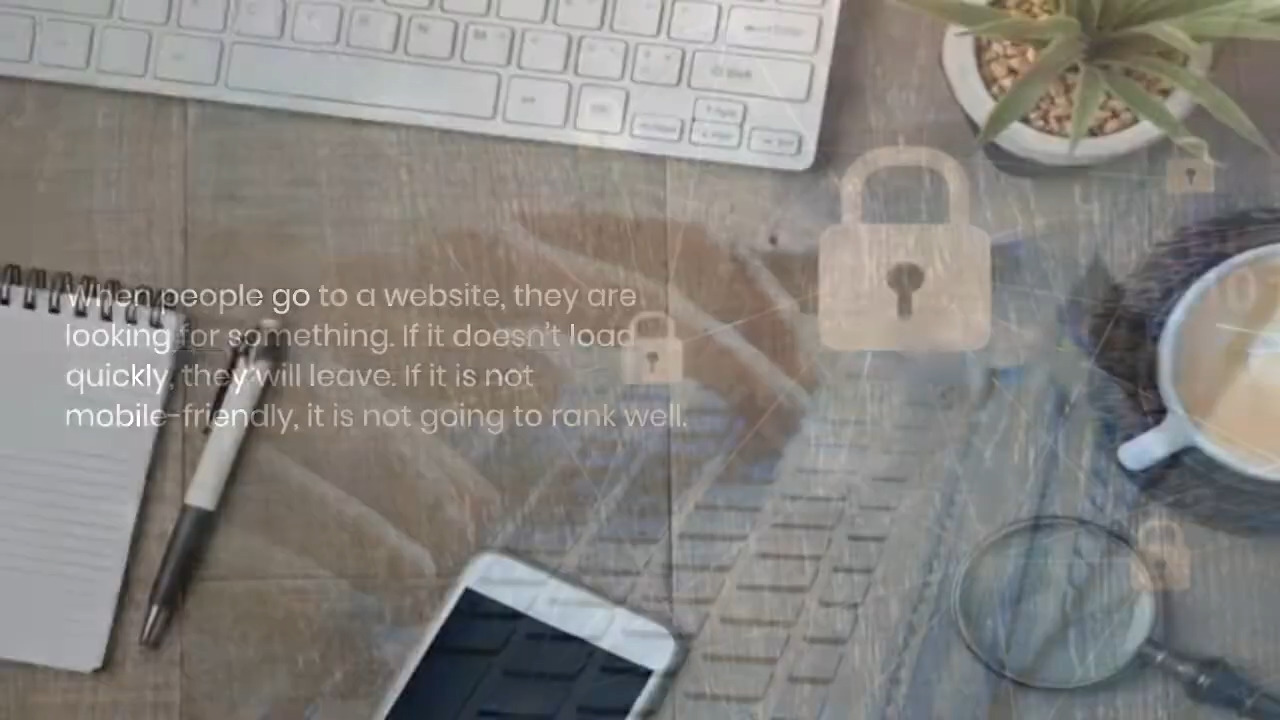 When people go to a website, they are
looking for something. If it doesn't load
quickly, they will leave. If it is not
mobile-friendly, it is not going to rank well.